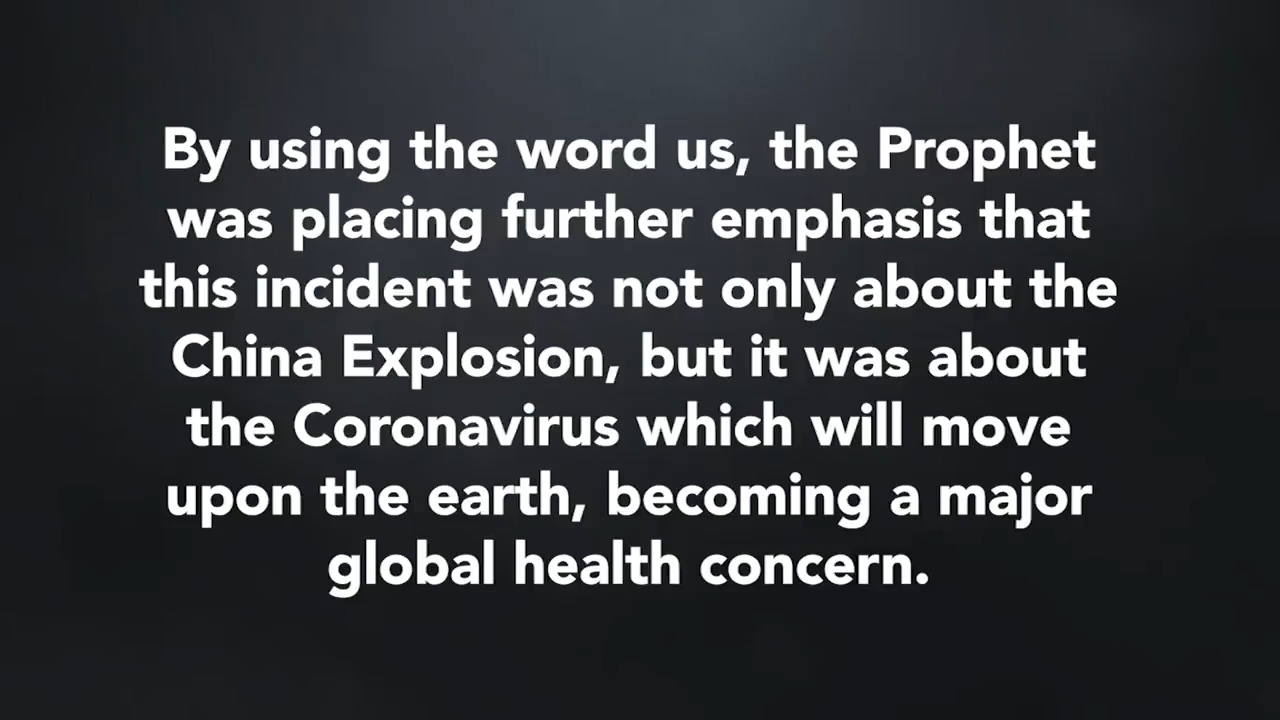 By using the word us, the Prophet
was placing further emphasis that
this incident was not only about the
China Explosion, but it was about
the Coronavirus which will move
upon the earth, becoming a major
global health concern.